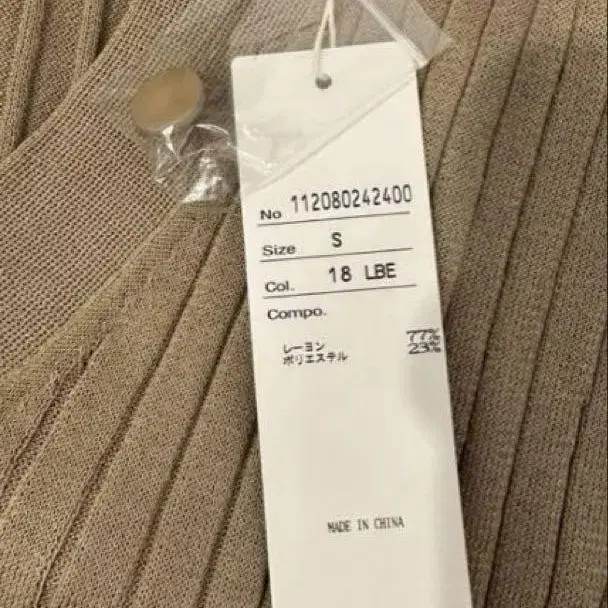 No 112080242400
Size S
Col. 18 LBE
Compo.
レーヨン 77%
ポリエステル 23%
MADE IN CHINA